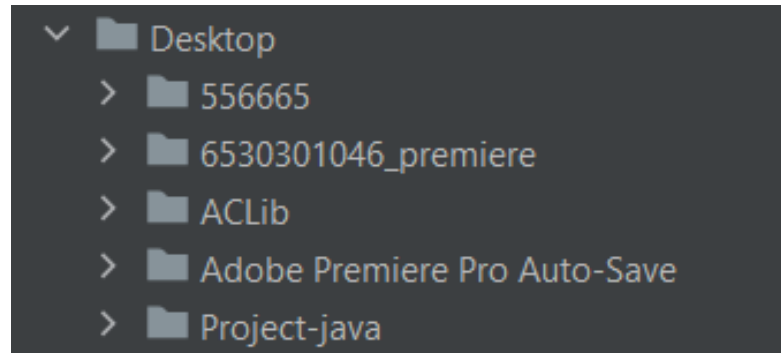 Desktop
556665
6530301046_premiere
ACLib
Adobe Premiere Pro Auto-Save
Project-java